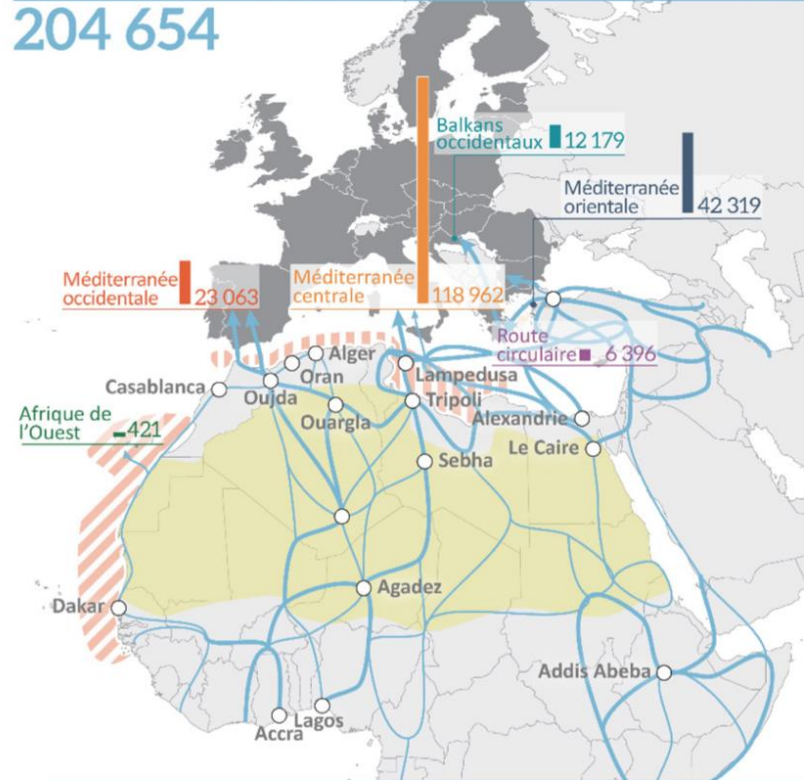 204 654
Balkans
occidentaux 12 179
Méditerranée
orientale 42 319
Méditerranée
occidentale 23 063
Méditerranée
centrale 118 962
Route
circulaire 6 396
Alger
Oran
Lampedusa
Casablanca
Oujda
Tripoli
Afrique de
l'Ouest 421
Ouargla
Alexandrie
Le Caire
Sebha
Agadez
Dakar
Addis Abeba
Lagos
Accra